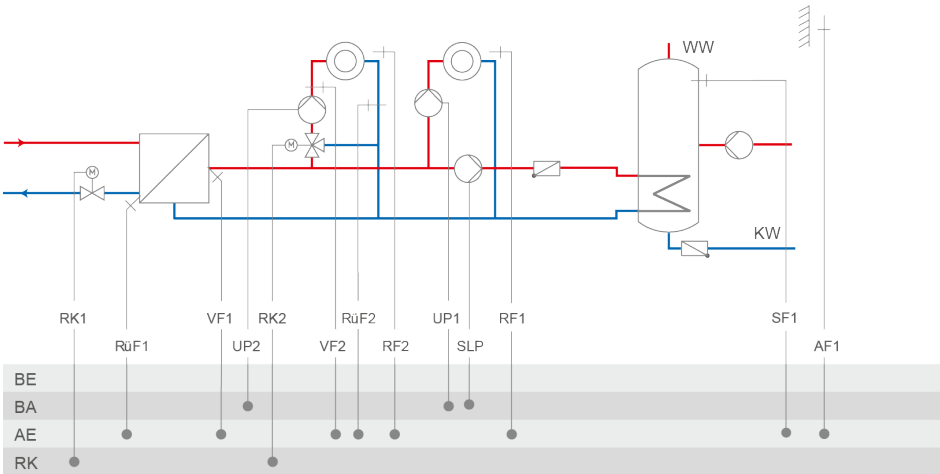 WW
M
M
KW
RK1 VF1 RK2 RüF2 UP1 RF1 SF1
RüF1 UP2 VF2 RF2 SLP AF1
BE
BA
AE
RK